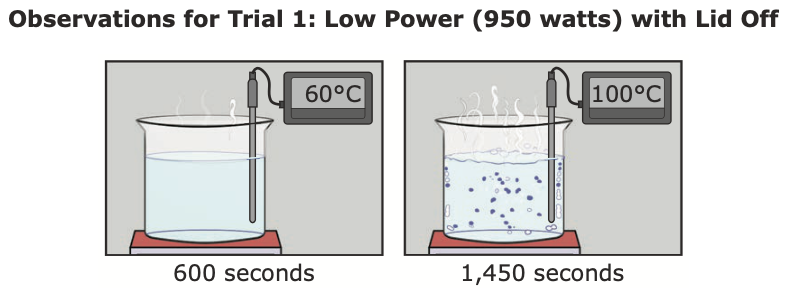 Observations for Trial 1: Low Power (950 watts) with Lid Off
60°C
100°C
600 seconds
1,450 seconds